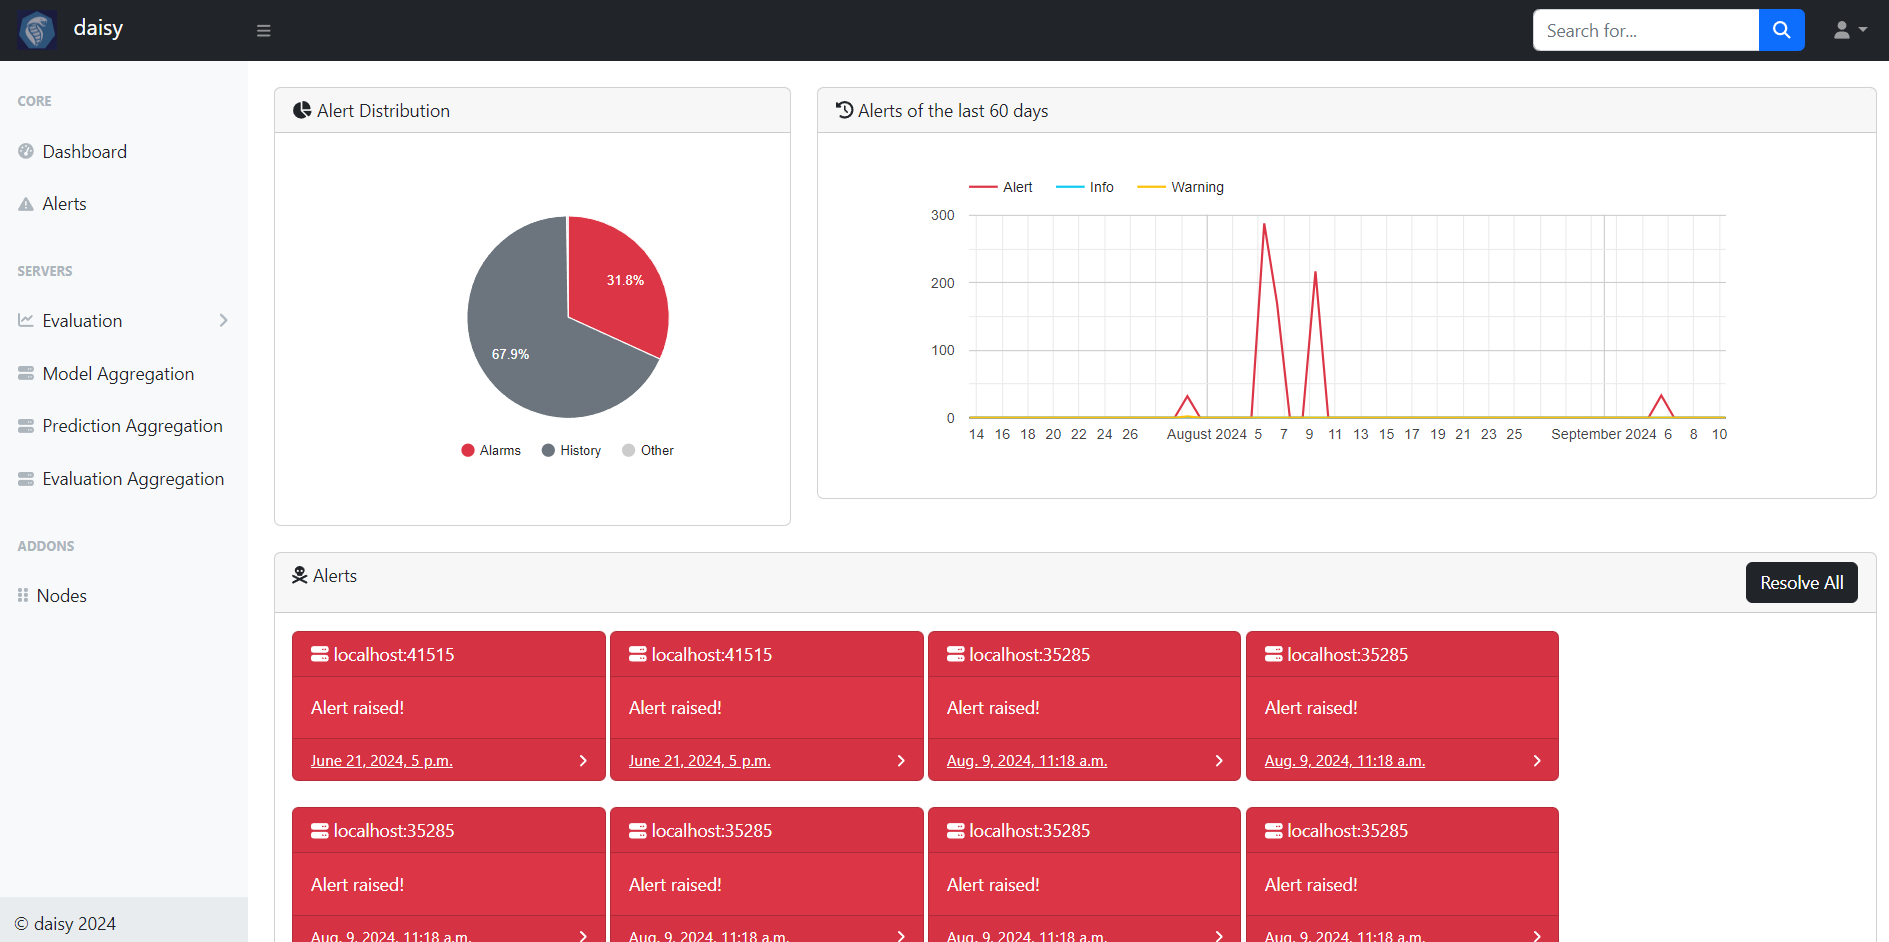 daisy
Search for...
CORE
Dashboard
Alerts
SERVERS
Evaluation
Model Aggregation
Prediction Aggregation
Evaluation Aggregation
ADDONS
Nodes
© daisy 2024
Alert Distribution
31.8%
67.9%
Alarms History Other
Alerts of the last 60 days
Alert Info Warning
300
200
100
0
14 16 18 20 22 24 26 August 2024 5 7 9 11 13 15 17 19 21 23 25 September 2024 6 8 10
Alerts
Resolve All
localhost:41515 localhost:41515 localhost:35285 localhost:35285
Alert raised! Alert raised! Alert raised! Alert raised!
June 21, 2024, 5 p.m. June 21, 2024, 5 p.m. Aug. 9, 2024, 11:18 a.m. Aug. 9, 2024, 11:18 a.m.
localhost:35285 localhost:35285 localhost:35285 localhost:35285
Alert raised! Alert raised! Alert raised! Alert raised!
Aug. 9, 2024, 11:18 a.m. Aug. 9, 2024, 11:18 a.m. Aug. 9, 2024, 11:18 a.m. Aug. 9, 2024, 11:18 a.m.